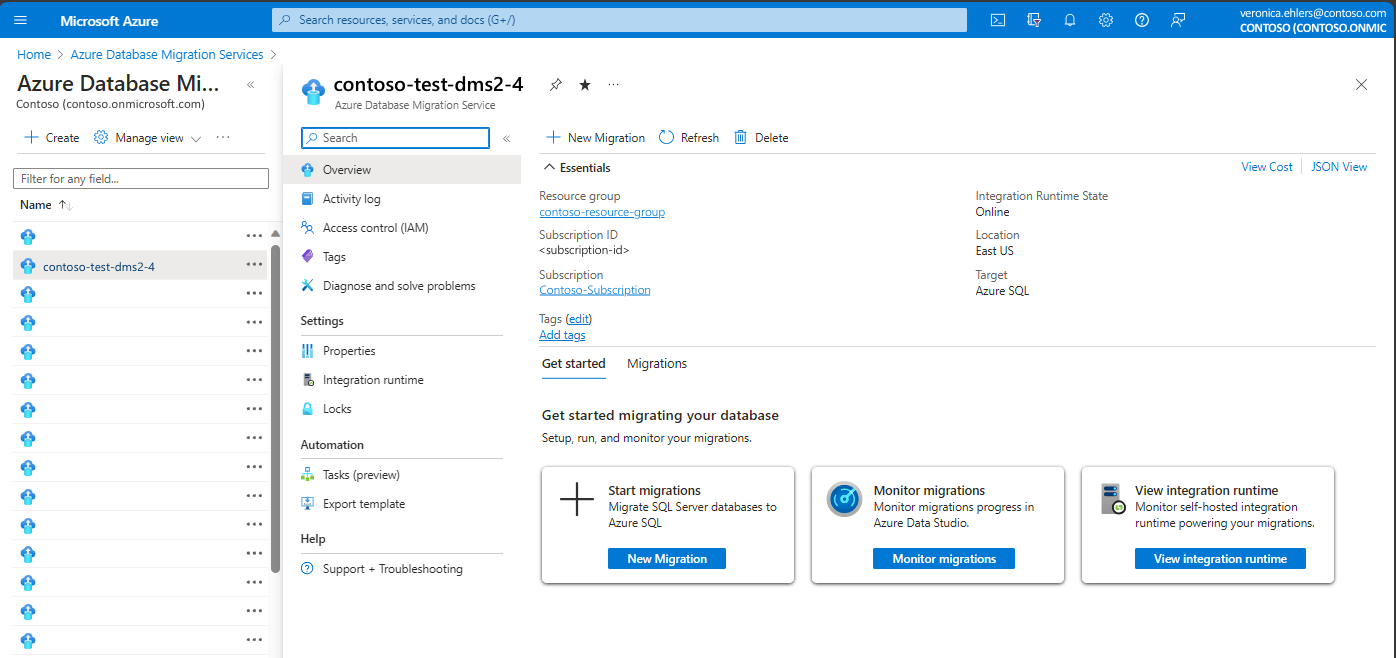 Microsoft Azure
Search resources, services, and docs (G+/)
veronica.ehlers@contoso.com
CONTOSO (CONTOSO.ONMIC
Home > Azure Database Migration Services >
Azure Database Mi...
Contoso (contoso.onmicrosoft.com)
+ Create
Manage view
...
Filter for any field...
Name ↑↓
contoso-test-dms2-4
contoso-test-dms2-4
...
Azure Database Migration Service
Search
«
Overview
Activity log
Access control (IAM)
Tags
Diagnose and solve problems
Settings
Properties
Integration runtime
Locks
Automation
Tasks (preview)
Export template
Help
Support + Troubleshooting
+ New Migration
Refresh
Delete
Essentials
View Cost
JSON View
Resource group
contoso-resource-group
Subscription ID
<subscription-id>
Subscription
Contoso-Subscription
Tags (edit)
Add tags
Integration Runtime State
Online
Location
East US
Target
Azure SQL
Get started
Migrations
Get started migrating your database
Setup, run, and monitor your migrations.
Start migrations
Migrate SQL Server databases to
Azure SQL
New Migration
Monitor migrations
Monitor migrations progress in
Azure Data Studio.
Monitor migrations
View integration runtime
Monitor self-hosted integration
runtime powering your migrations.
View integration runtime